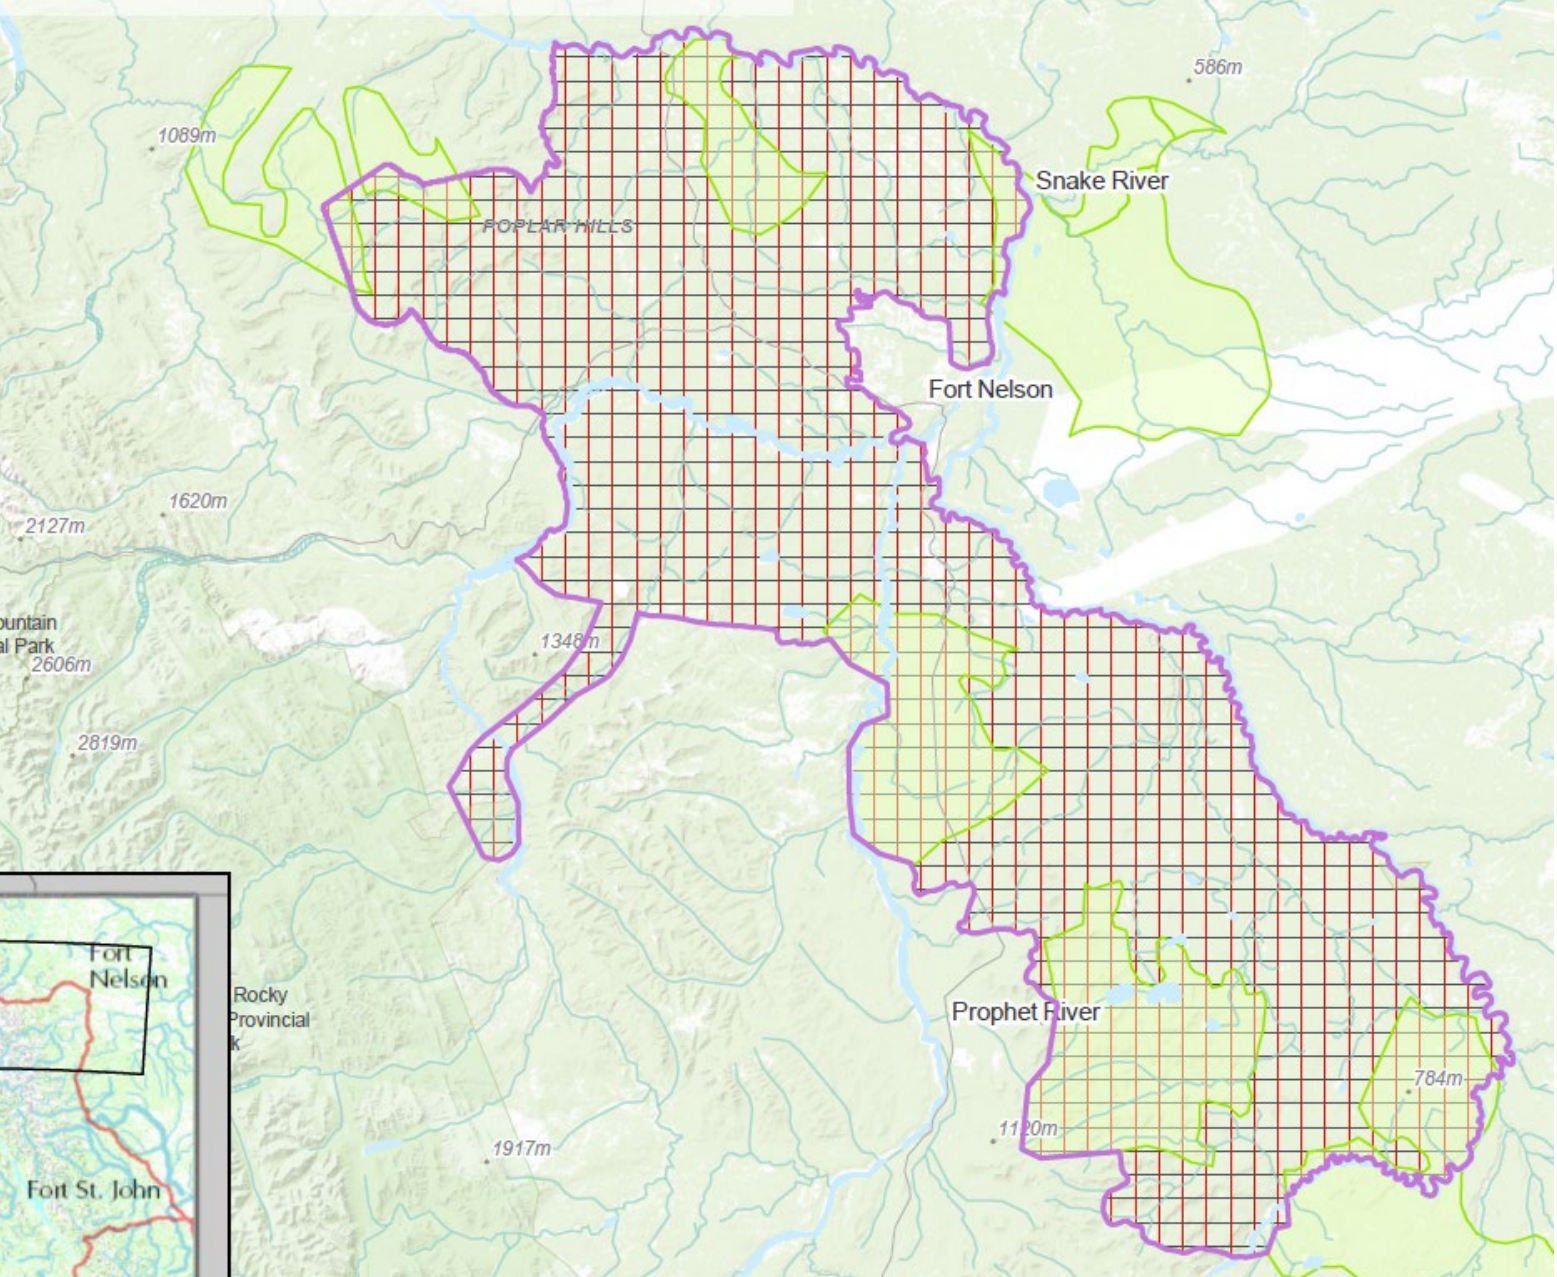 586m
1089m
Snake River
POPLAR HILLS
Fort Nelson
1620m
2127m
ountain
al Park
2606m
1348m
2819m
Fort
Nelson
Rocky
Provincial
k
Prophet River
784m
1120m
1917m
Fort St. John